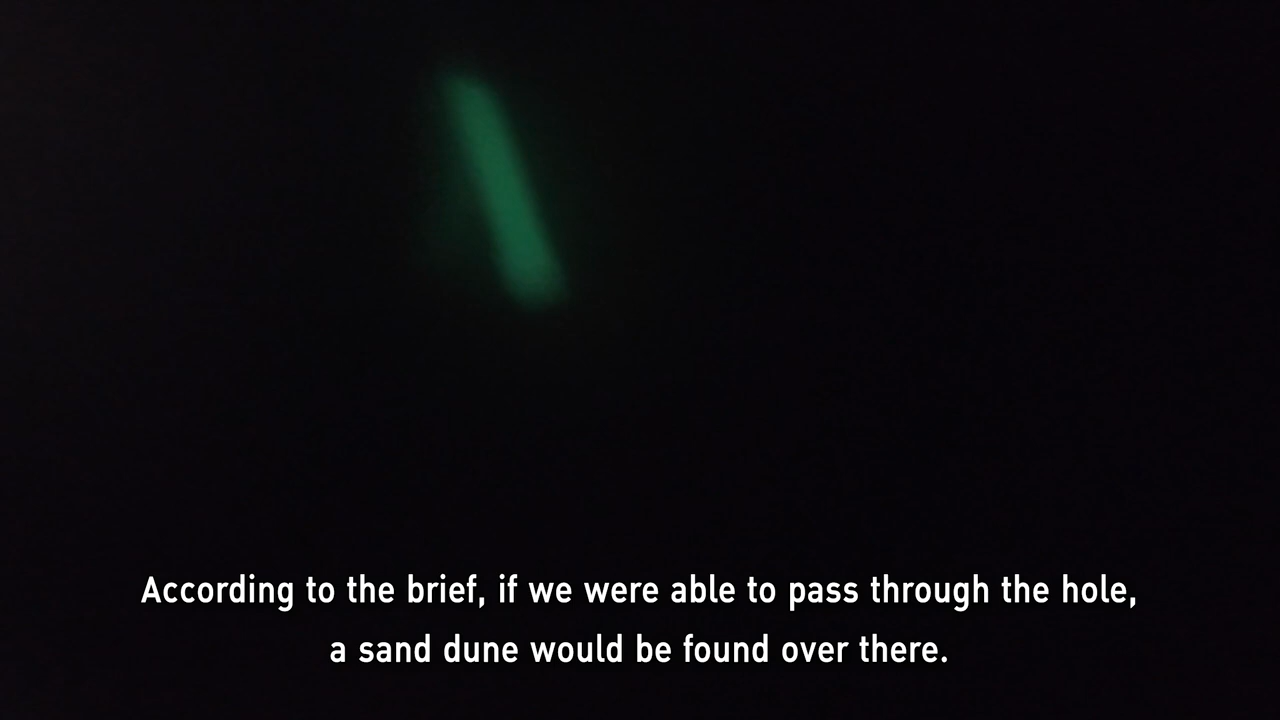 According to the brief, if we were able to pass through the hole,
a sand dune would be found over there.